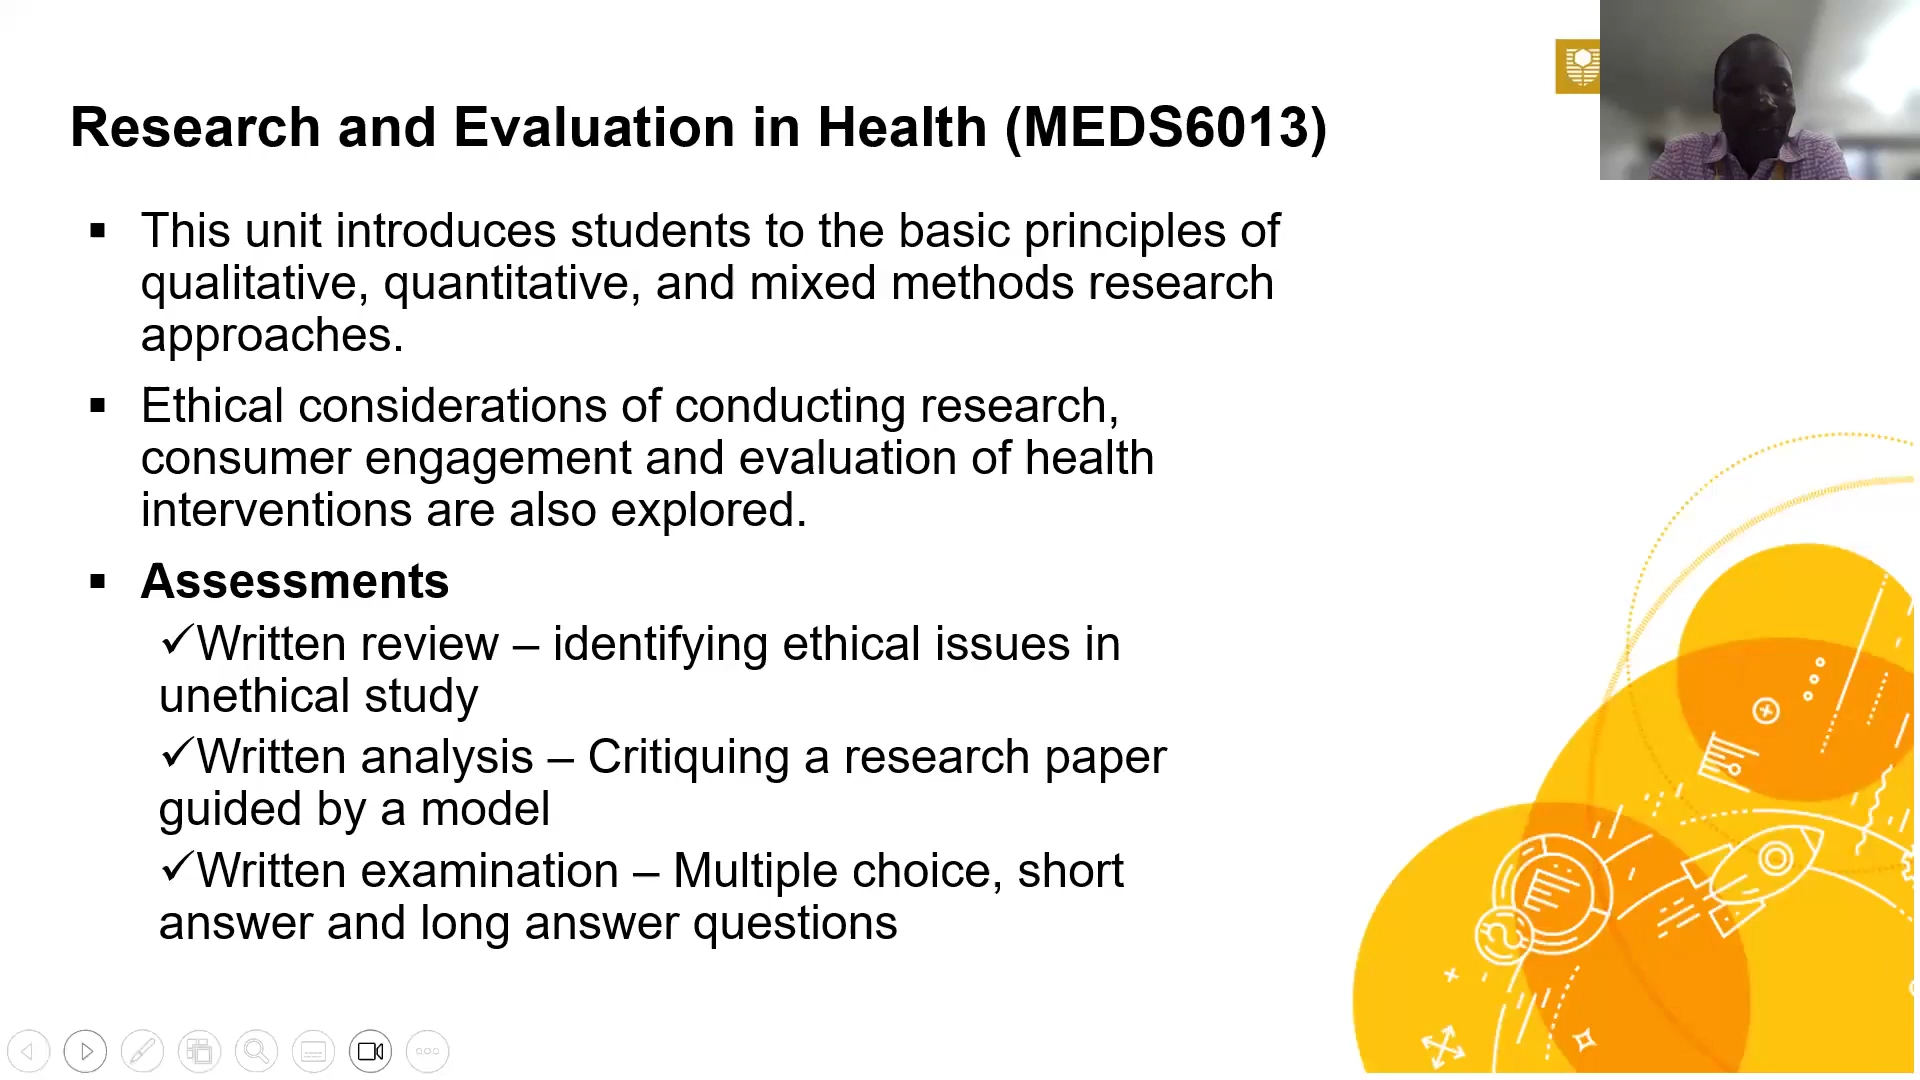 Research and Evaluation in Health (MEDS6013)
▪ This unit introduces students to the basic principles of
qualitative, quantitative, and mixed methods research
approaches.
▪ Ethical considerations of conducting research,
consumer engagement and evaluation of health
interventions are also explored.
▪ Assessments
✓Written review – identifying ethical issues in
unethical study
✓Written analysis – Critiquing a research paper
guided by a model
✓Written examination – Multiple choice, short
answer and long answer questions